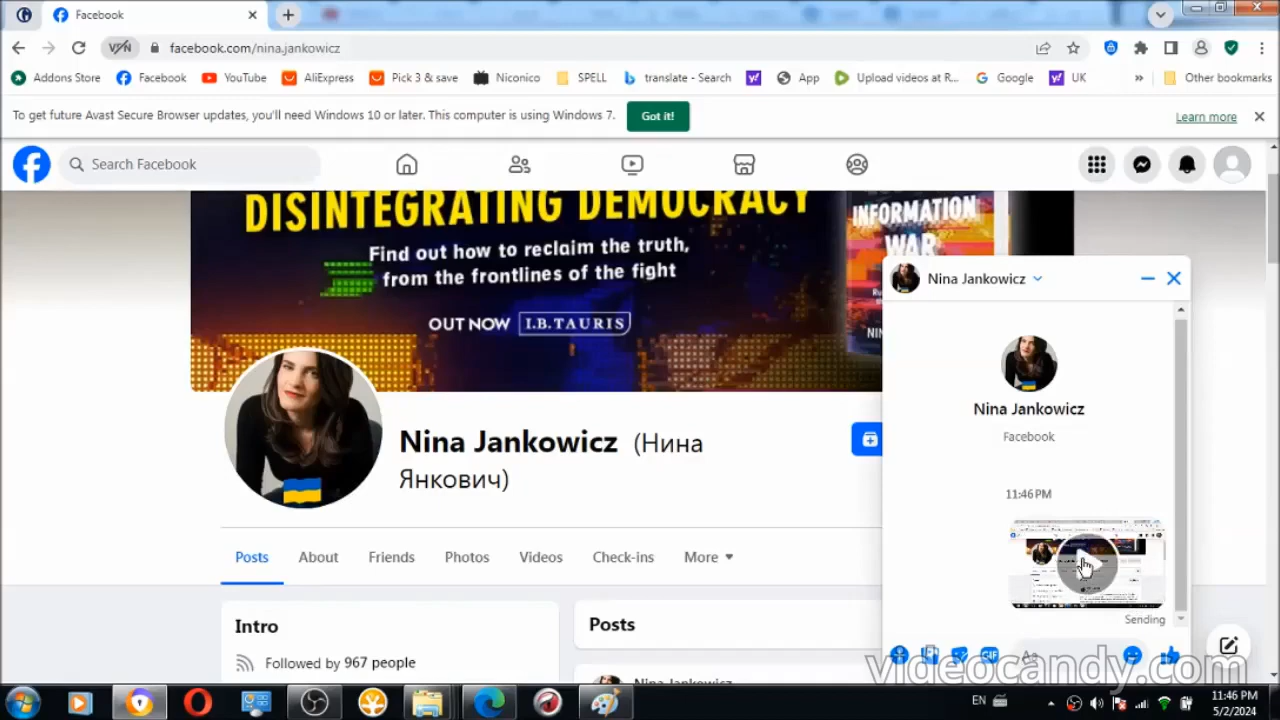 Facebook
facebook.com/nina.jankowicz
Addons Store Facebook YouTube AliExpress Pick 3 & save Niconico SPELL translate - Search App Upload videos at R... Google UK » Other bookmarks
To get future Avast Secure Browser updates, you'll need Windows 10 or later. This computer is using Windows 7. Got it! Learn more
Search Facebook
DISINTEGRATING DEMOCRACY
Find out how to reclaim the truth,
from the frontlines of the fight
OUT NOW I.B.TAURIS
INFORMATION
WAR
Nina Jankowicz
Nina Jankowicz
Facebook
11:46 PM
Sending
GIF
Aa
Nina Jankowicz (Нина
Янкович)
Posts About Friends Photos Videos Check-ins More
Intro
Followed by 967 people
Posts
Nina Jankowicz
videocandy.com
EN
11:46 PM
5/2/2024